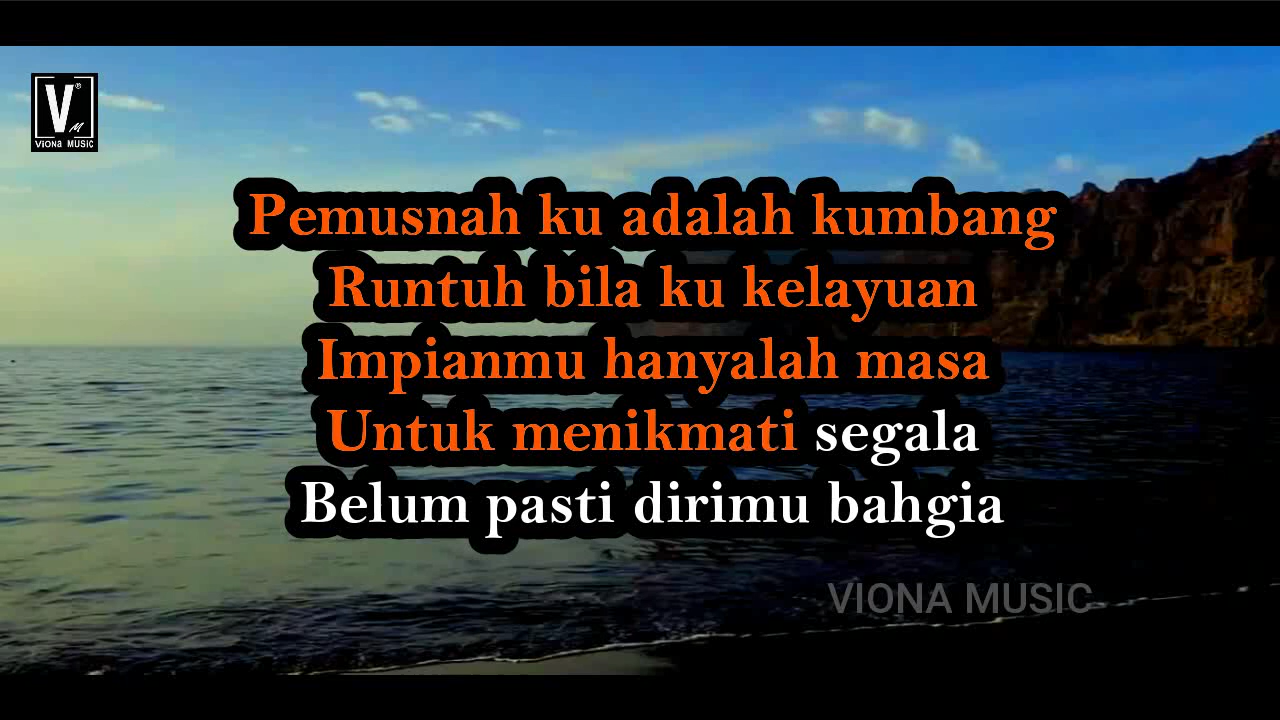 V®
M
ViONa MUSiC
Pemusnah ku adalah kumbang
Runtuh bila ku kelayuan
Impianmu hanyalah masa
Untuk menikmati segala
Belum pasti dirimu bahgia
VIONA MUSIC